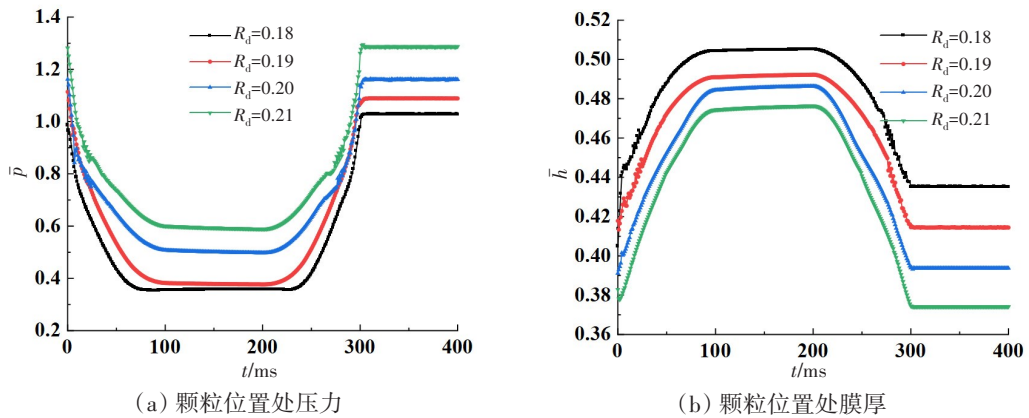 1.4
1.2
1.0
0.8
0.6
0.4
0.2
p̄
R_d=0.18
R_d=0.19
R_d=0.20
R_d=0.21
0 100 200 300 400
t/ms
(a) 颗粒位置处压力
0.52
0.50
0.48
0.46
0.44
0.42
0.40
0.38
0.36
h̄
R_d=0.18
R_d=0.19
R_d=0.20
R_d=0.21
0 100 200 300 400
t/ms
(b) 颗粒位置处膜厚